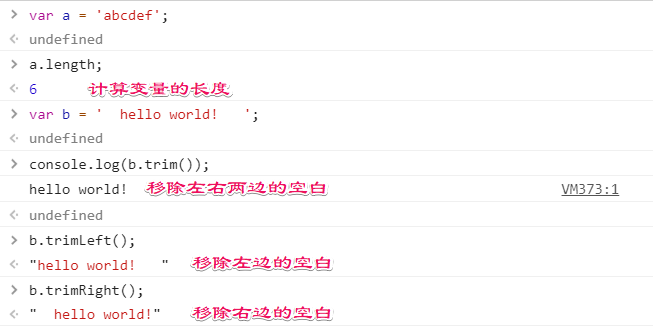 > var a = 'abcdef';
undefined
> a.length;
6 计算变量的长度
> var b = '  hello world!   ';
undefined
> console.log(b.trim());
hello world! 移除左右两边的空白 VM373:1
undefined
> b.trimLeft();
"hello world!   " 移除左边的空白
> b.trimRight();
"  hello world!" 移除右边的空白